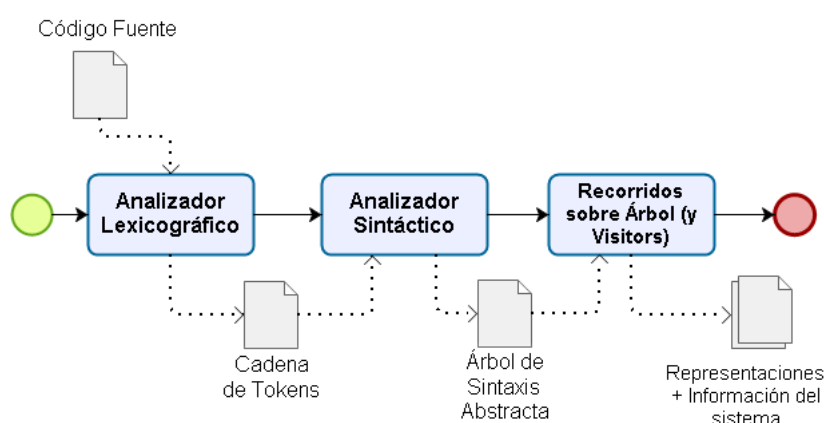 Código Fuente
Analizador
Lexicográfico
Analizador
Sintáctico
Recorridos
sobre Árbol (y
Visitors)
Cadena
de Tokens
Árbol de
Sintaxis
Abstracta
Representaciones
+ Información del
sistema